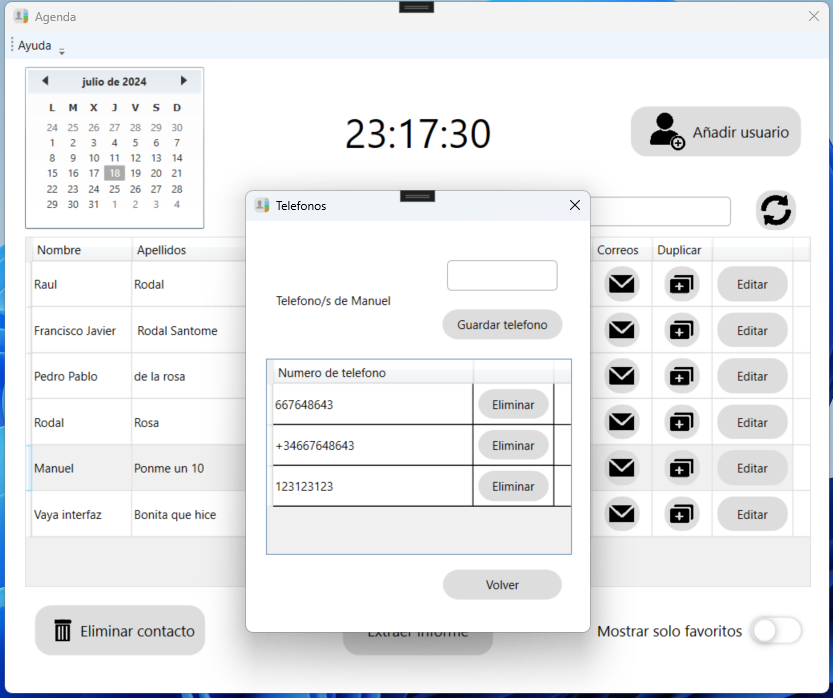 Agenda
Ayuda
julio de 2024
L M X J V S D
24 25 26 27 28 29 30
1 2 3 4 5 6 7
8 9 10 11 12 13 14
15 16 17 18 19 20 21
22 23 24 25 26 27 28
29 30 31 1 2 3 4
23:17:30
Añadir usuario
Nombre Apellidos Correos Duplicar
Raul Rodal Editar
Francisco Javier Rodal Santome Editar
Pedro Pablo de la rosa Editar
Rodal Rosa Editar
Manuel Ponme un 10 Editar
Vaya interfaz Bonita que hice Editar
Telefonos
Telefono/s de Manuel
Guardar telefono
Numero de telefono
667648643 Eliminar
+34667648643 Eliminar
123123123 Eliminar
Volver
Eliminar contacto
Extraer informe
Mostrar solo favoritos